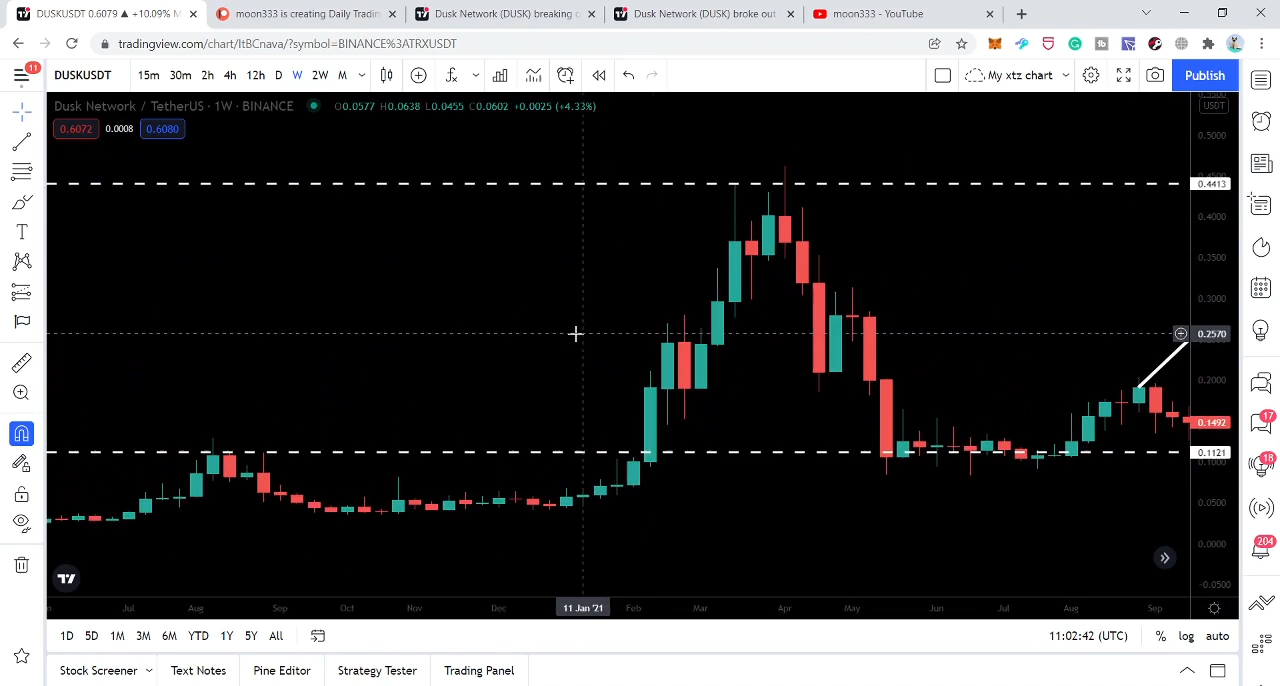 DUSKUSDT 0.6079 ▲ +10.09% M
moon333 is creating Daily Tradin
Dusk Network (DUSK) breaking o
Dusk Network (DUSK) broke out
moon333 - YouTube
tradingview.com/chart/ItBCnava/?symbol=BINANCE%3ATRXUSDT
11
DUSKUSDT 15m 30m 2h 4h 12h D W 2W M
My xtz chart
Publish
Dusk Network / TetherUS · 1W · BINANCE O0.0577 H0.0638 L0.0455 C0.0602 +0.0025 (+4.33%)
0.6072 0.0008 0.6080
USDT
0.5000
0.4413
0.4000
0.3500
0.3000
0.2570
0.2000
0.1492
0.1121
0.1000
0.0500
0.0000
-0.0500
17
18
204
Jul Aug Sep Oct Nov Dec 11 Jan '21 Feb Mar Apr May Jun Jul Aug Sep
1D 5D 1M 3M 6M YTD 1Y 5Y All
11:02:42 (UTC) % log auto
Stock Screener Text Notes Pine Editor Strategy Tester Trading Panel